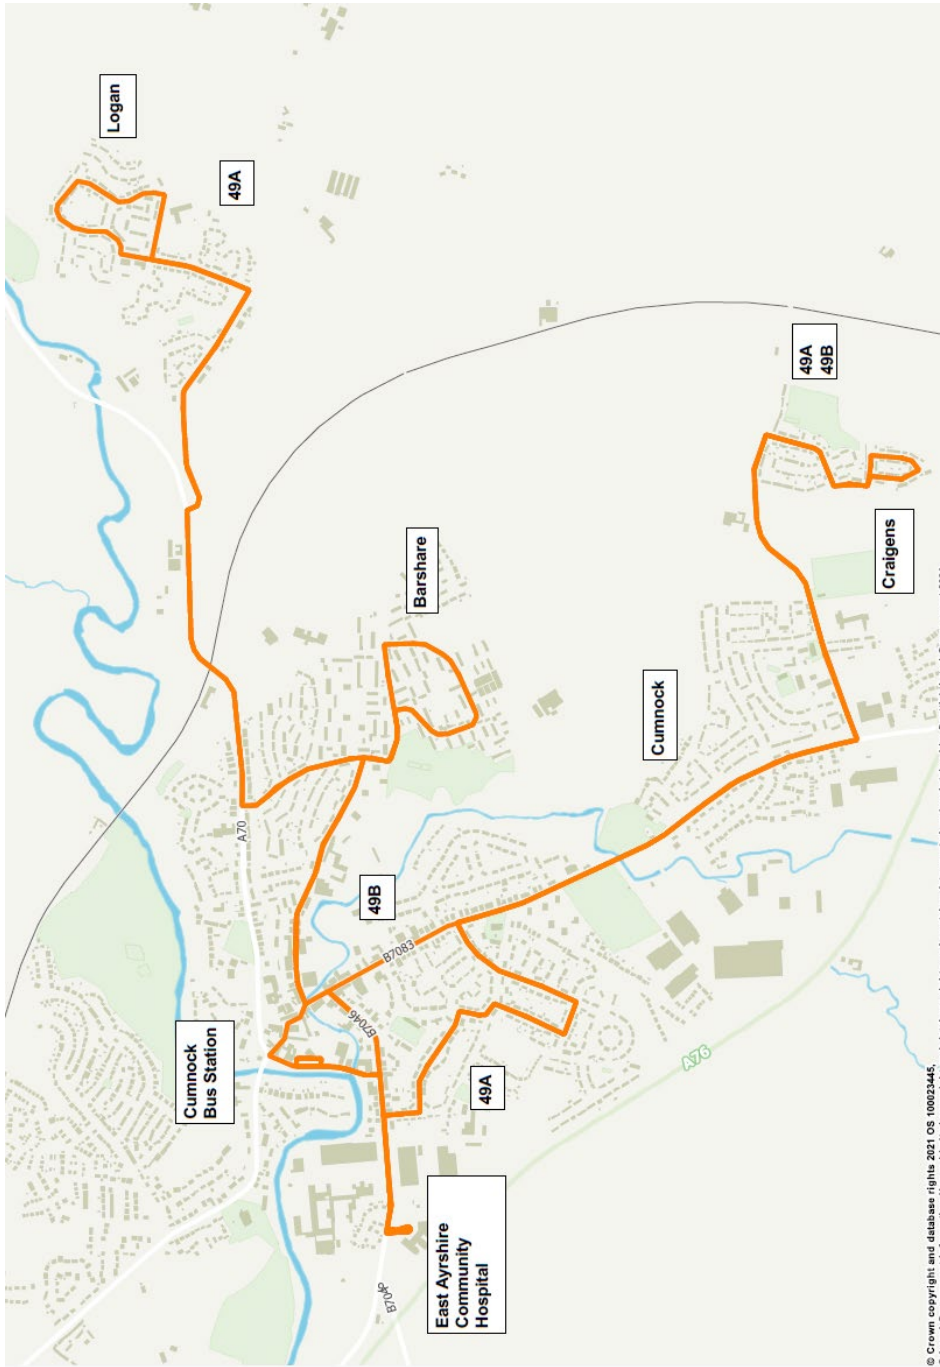 Logan
49A
49A
49B
Craigens
Barshare
Cumnock
A70
49B
B7083
B7046
Cumnock
Bus Station
49A
A76
East Ayrshire
Community
Hospital
© Crown copyright and database rights 2021 OS 100023445.